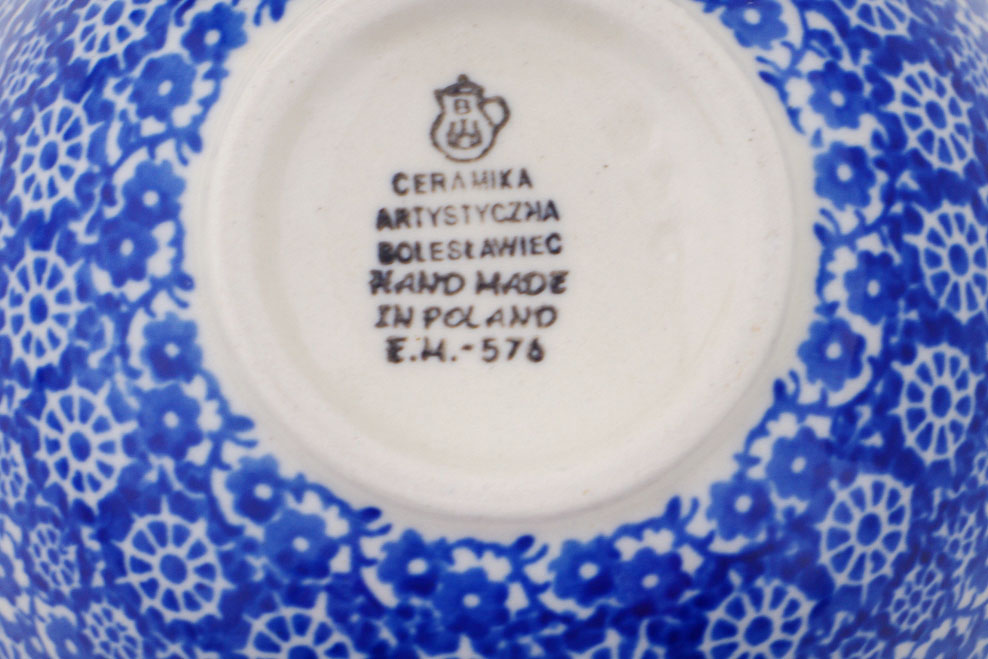 B
CERAMIKA
ARTYSTYCZNA
BOLESŁAWIEC
HAND MADE
IN POLAND
E.M.-576